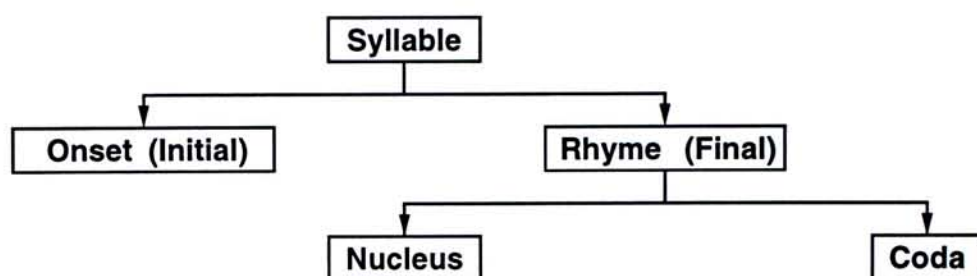 Syllable
Onset (Initial) Rhyme (Final)
Nucleus Coda